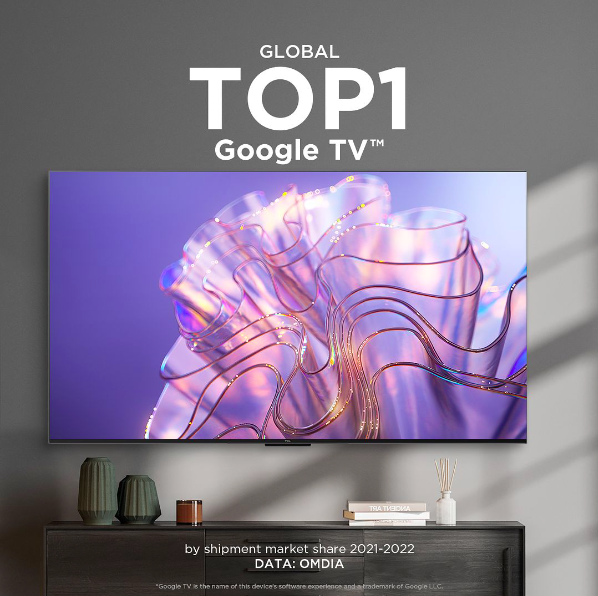 GLOBAL
TOP1
Google TV™
TCL
by shipment market share 2021-2022
DATA: OMDIA
*Google TV is the name of this device's software experience and a trademark of Google LLC.